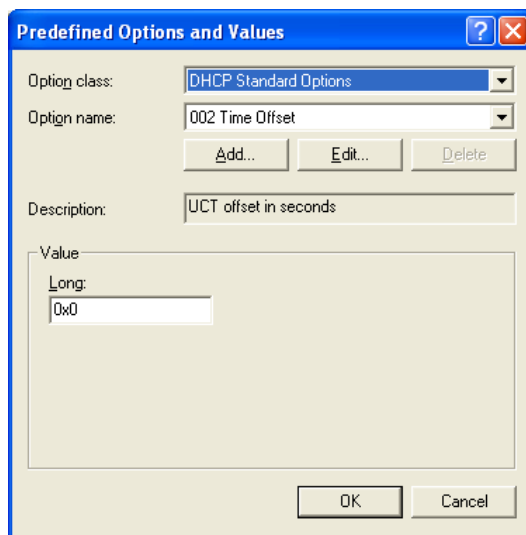 Predefined Options and Values
Option class: DHCP Standard Options
Option name: 002 Time Offset
Add... Edit... Delete
Description: UCT offset in seconds
Value
Long:
0x0
OK Cancel